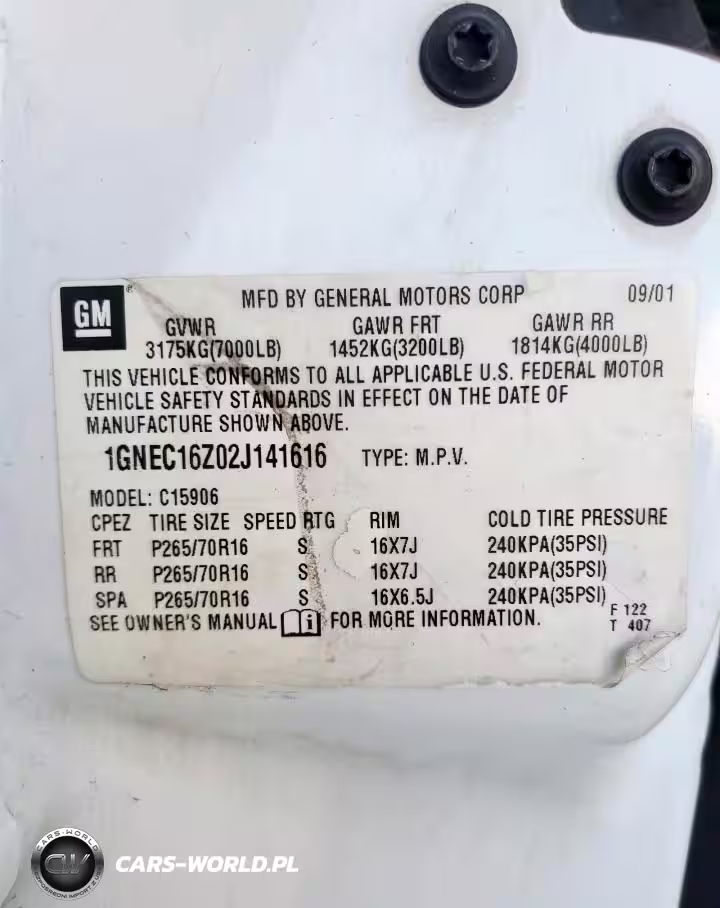 GM
MFD BY GENERAL MOTORS CORP 09/01
GVWR GAWR FRT GAWR RR
3175KG(7000LB) 1452KG(3200LB) 1814KG(4000LB)
THIS VEHICLE CONFORMS TO ALL APPLICABLE U.S. FEDERAL MOTOR
VEHICLE SAFETY STANDARDS IN EFFECT ON THE DATE OF
MANUFACTURE SHOWN ABOVE.
1GNEC16Z02J141616 TYPE: M.P.V.
MODEL: C15906
CPEZ TIRE SIZE SPEED RTG RIM COLD TIRE PRESSURE
FRT P265/70R16 S 16X7J 240KPA(35PSI)
RR P265/70R16 S 16X7J 240KPA(35PSI)
SPA P265/70R16 S 16X6.5J 240KPA(35PSI)
SEE OWNER'S MANUAL FOR MORE INFORMATION.
F 122
T 407
CARS-WORLD
CW
CARS-WORLD.PL